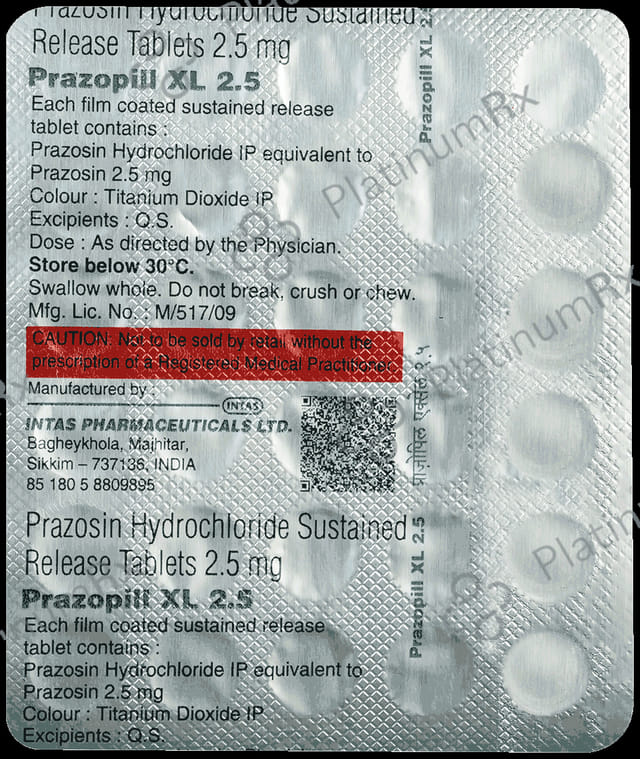 Prazosin Hydrochloride Sustained
Release Tablets 2.5 mg
Prazopill XL 2.5
Each film coated sustained release
tablet contains :
Prazosin Hydrochloride IP equivalent to
Prazosin 2.5 mg
Colour : Titanium Dioxide IP
Excipients : Q.S.
Dose : As directed by the Physician.
Store below 30°C.
Swallow whole. Do not break, crush or chew.
Mfg. Lic. No. : M/517/09
CAUTION: Not to be sold by retail without the
prescription of a Registered Medical Practitioner.
Manufactured by :
INTAS
INTAS PHARMACEUTICALS LTD.
Bagheykhola, Majhitar,
Sikkim – 737136, INDIA
85 180 5 8809895
Prazosin Hydrochloride Sustained
Release Tablets 2.5 mg
Prazopill XL 2.5
Each film coated sustained release
tablet contains :
Prazosin Hydrochloride IP equivalent to
Prazosin 2.5 mg
Colour : Titanium Dioxide IP
Excipients : Q.S.
Prazopill XL 2.5
प्राज़ोपिल एक्सएल २.५
Prazopill XL 2.5
PlatinumRx
PlatinumRx
Platinum